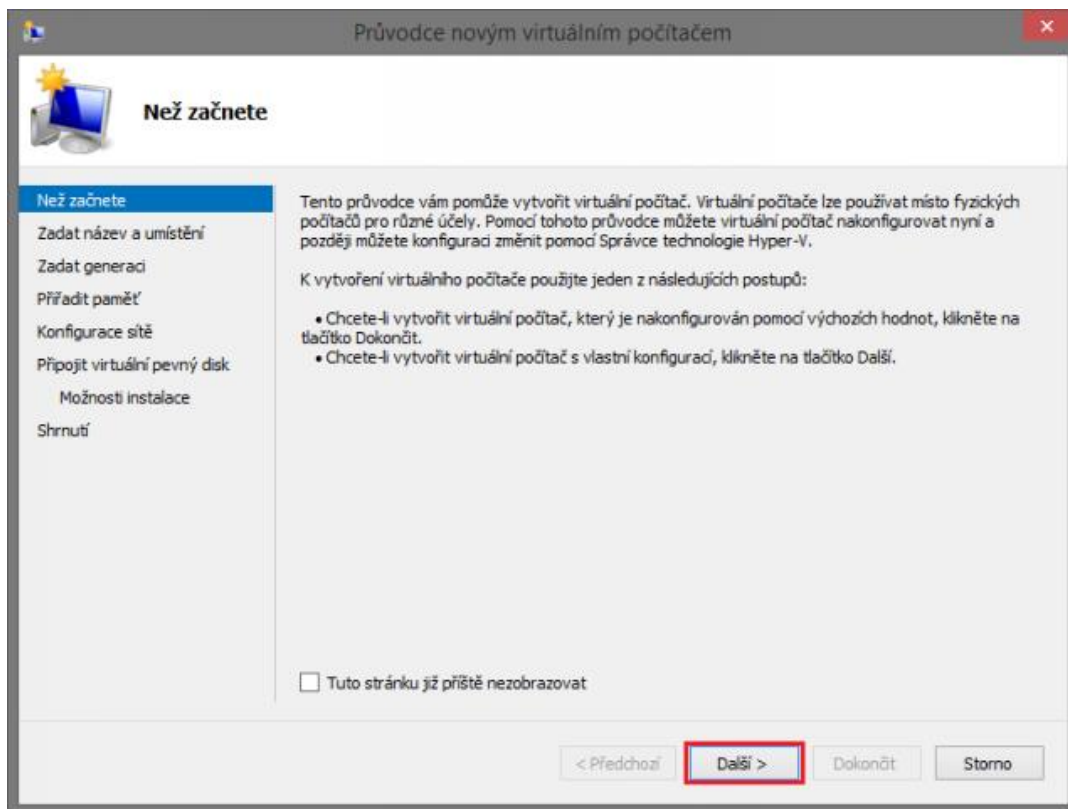 Průvodce novým virtuálním počítačem
Než začnete
Než začnete
Zadat název a umístění
Zadat generaci
Přiřadit paměť
Konfigurace sítě
Připojit virtuální pevný disk
Možnosti instalace
Shrnutí
Tento průvodce vám pomůže vytvořit virtuální počítač. Virtuální počítače lze používat místo fyzických
počítačů pro různé účely. Pomocí tohoto průvodce můžete virtuální počítač nakonfigurovat nyní a
později můžete konfiguraci změnit pomocí Správce technologie Hyper-V.
K vytvoření virtuálního počítače použijte jeden z následujících postupů:
• Chcete-li vytvořit virtuální počítač, který je nakonfigurován pomocí výchozích hodnot, klikněte na
tlačítko Dokončit.
• Chcete-li vytvořit virtuální počítač s vlastní konfigurací, klikněte na tlačítko Další.
Tuto stránku již příště nezobrazovat
< Předchozí Další > Dokončit Storno